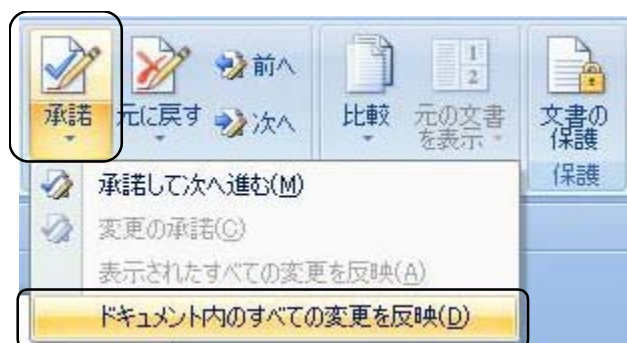 承諾
元に戻す
前へ
次へ
比較
元の文書
を表示
1
2
文書の
保護
保護
承諾して次へ進む(M)
変更の承諾(C)
表示されたすべての変更を反映(A)
ドキュメント内のすべての変更を反映(D)